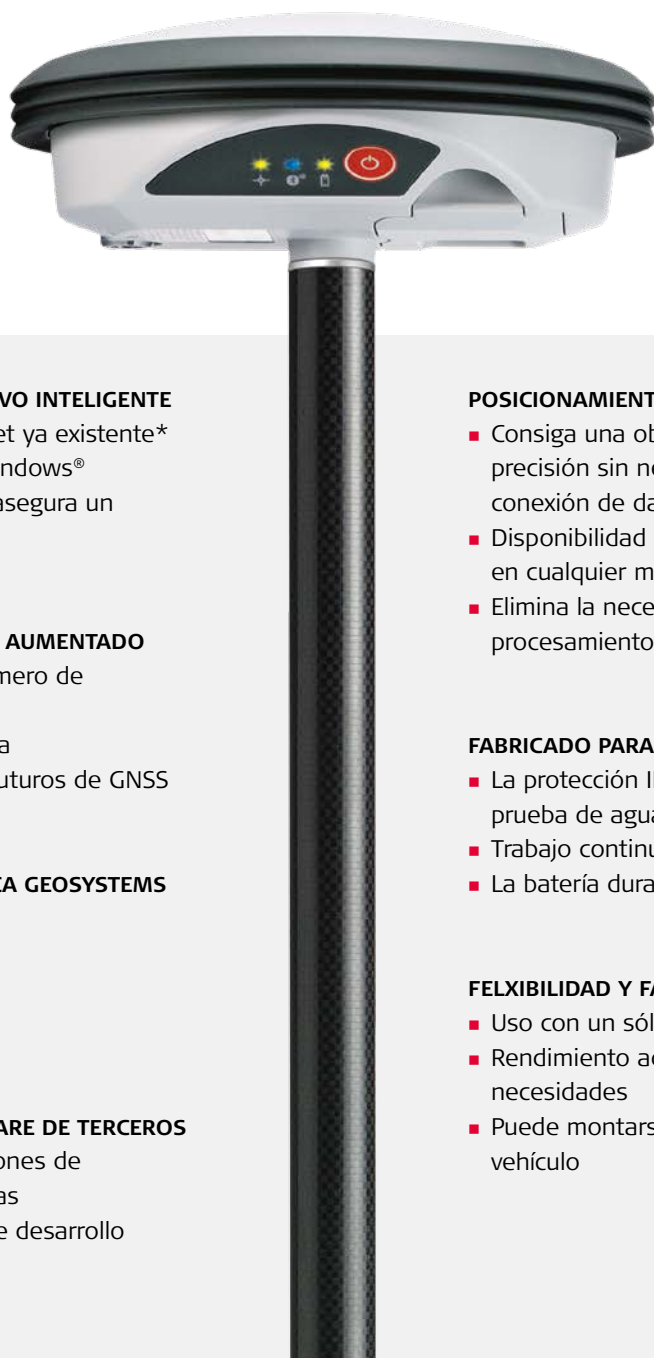 VO INTELIGENTE
et ya existente*
indows®
asegura un
AUMENTADO
mero de
a
uturos de GNSS
CA GEOSYSTEMS
ARE DE TERCEROS
ones de
as
e desarrollo
POSICIONAMIENT
Consiga una ob
precisión sin ne
conexión de da
Disponibilidad
en cualquier m
Elimina la nece
procesamiento
FABRICADO PARA
La protección I
prueba de agua
Trabajo continu
La batería dura
FELXIBILIDAD Y FA
Uso con un sól
Rendimiento ad
necesidades
Puede montars
vehículo